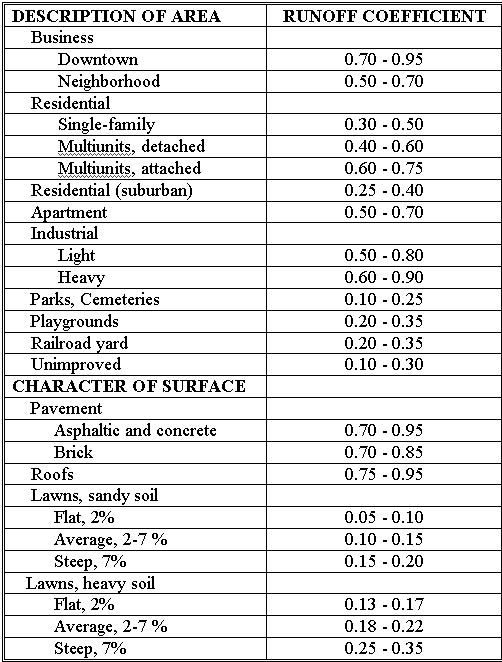 DESCRIPTION OF AREA RUNOFF COEFFICIENT
Business
Downtown 0.70 - 0.95
Neighborhood 0.50 - 0.70
Residential
Single-family 0.30 - 0.50
Multiunits, detached 0.40 - 0.60
Multiunits, attached 0.60 - 0.75
Residential (suburban) 0.25 - 0.40
Apartment 0.50 - 0.70
Industrial
Light 0.50 - 0.80
Heavy 0.60 - 0.90
Parks, Cemeteries 0.10 - 0.25
Playgrounds 0.20 - 0.35
Railroad yard 0.20 - 0.35
Unimproved 0.10 - 0.30
CHARACTER OF SURFACE
Pavement
Asphaltic and concrete 0.70 - 0.95
Brick 0.70 - 0.85
Roofs 0.75 - 0.95
Lawns, sandy soil
Flat, 2% 0.05 - 0.10
Average, 2-7 % 0.10 - 0.15
Steep, 7% 0.15 - 0.20
Lawns, heavy soil
Flat, 2% 0.13 - 0.17
Average, 2-7 % 0.18 - 0.22
Steep, 7% 0.25 - 0.35